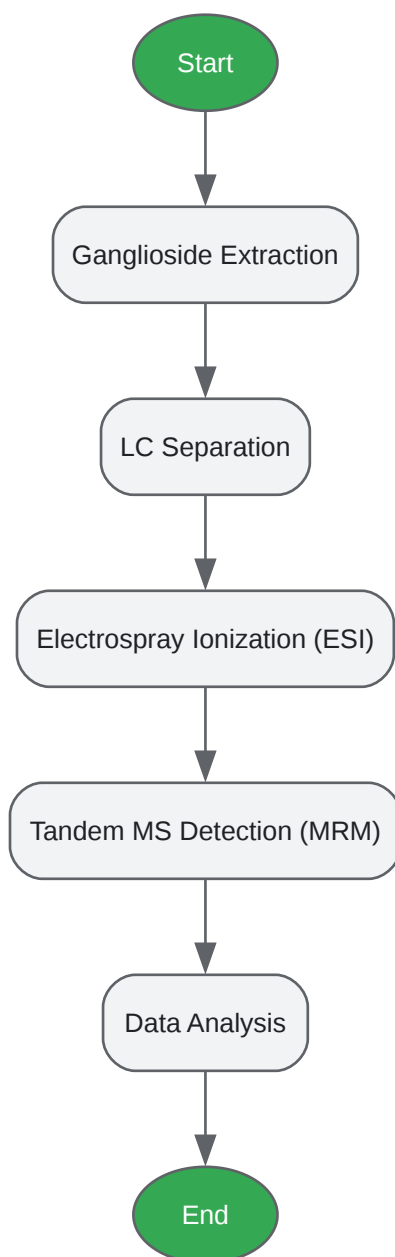 Start
Ganglioside Extraction
LC Separation
Electrospray Ionization (ESI)
Tandem MS Detection (MRM)
Data Analysis
End